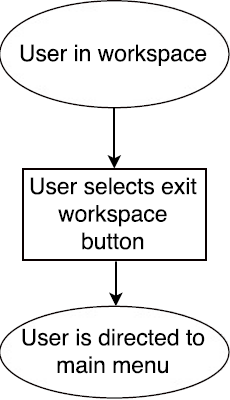 User in workspace
User selects exit
workspace
button
User is directed to
main menu